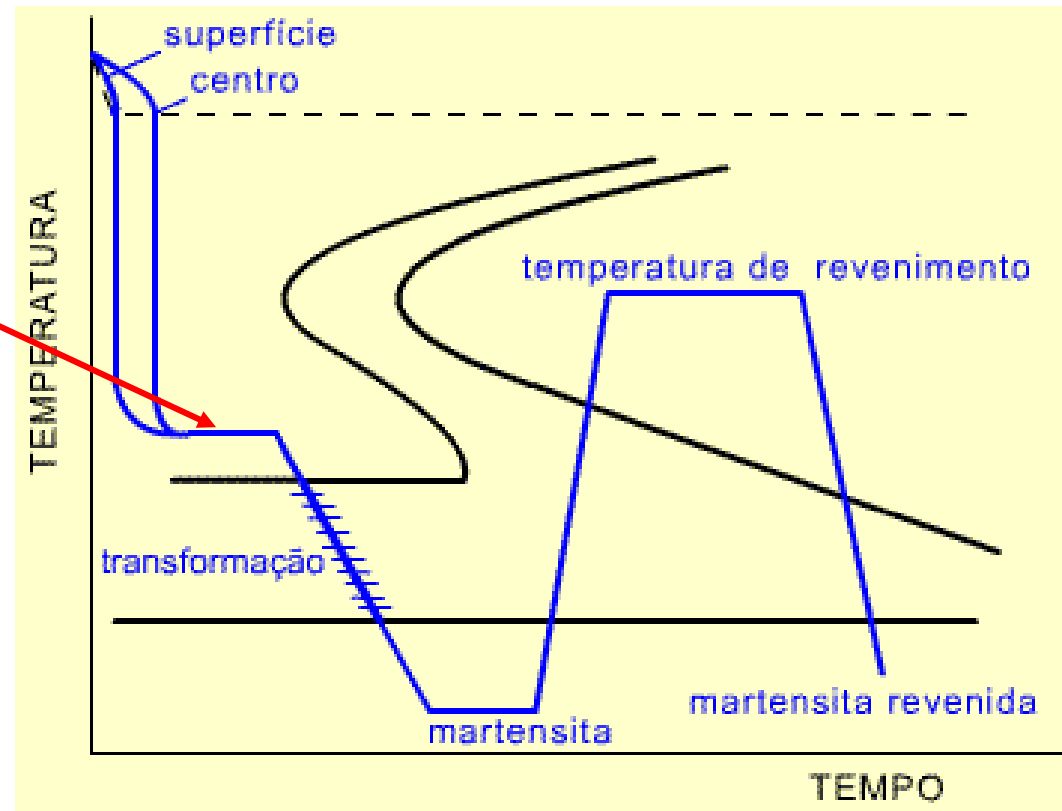 superfície
centro
TEMPERATURA
temperatura de revenimento
transformação
martensita revenida
martensita
TEMPO